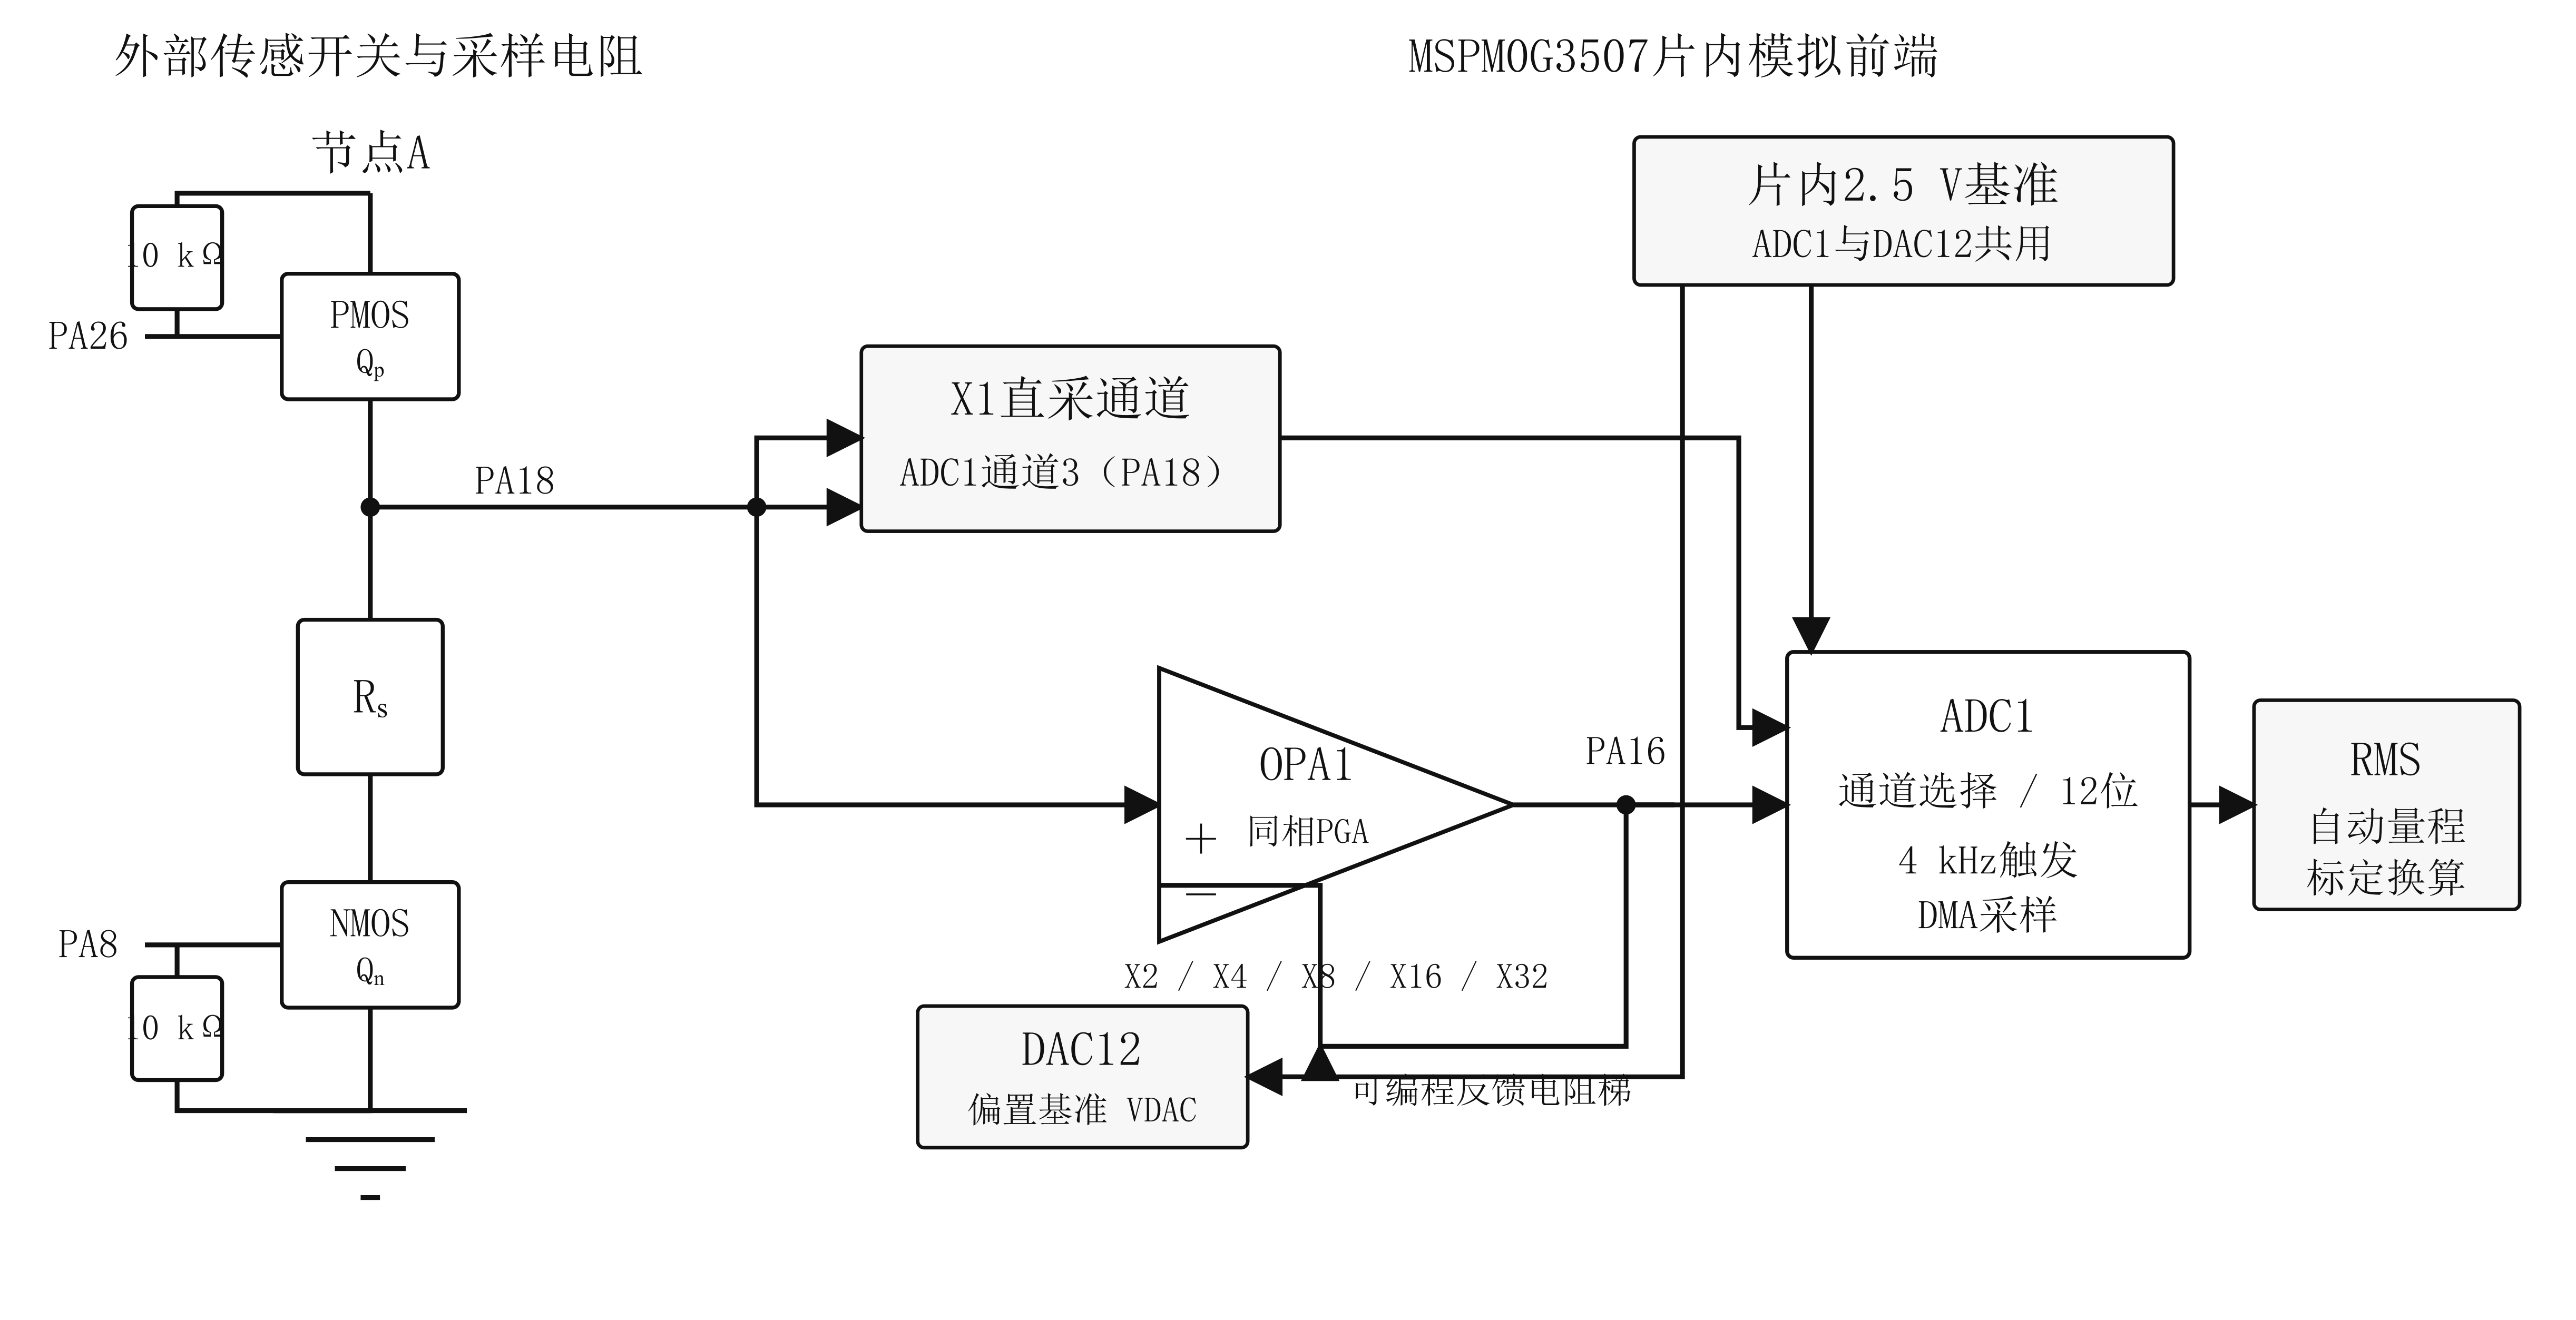 外部传感开关与采样电阻
MSPM0G3507片内模拟前端
节点A
片内2.5 V基准
ADC1与DAC12共用
10 kΩ
PMOS
Qp
PA26
X1直采通道
ADC1通道3（PA18）
PA18
Rs
OPA1
同相PGA
+
−
PA16
ADC1
通道选择 / 12位
4 kHz触发
DMA采样
RMS
自动量程
标定换算
NMOS
Qn
PA8
10 kΩ
X2 / X4 / X8 / X16 / X32
DAC12
偏置基准 VDAC
可编程反馈电阻梯